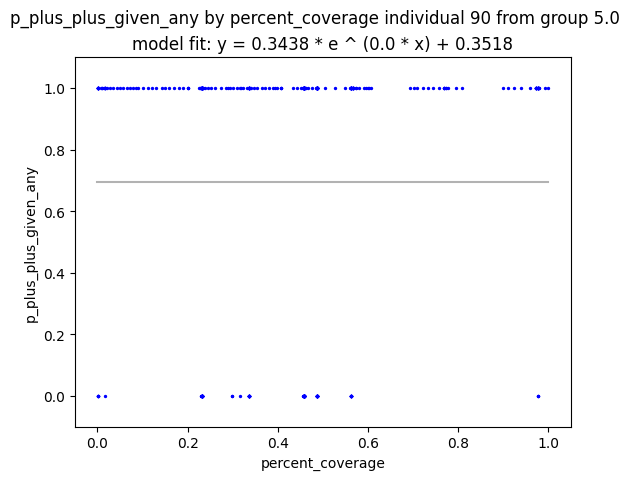 p_plus_plus_given_any by percent_coverage individual 90 from group 5.0
model fit: y = 0.3438 * e ^ (0.0 * x) + 0.3518
1.0
0.8
0.6
0.4
0.2
0.0
p_plus_plus_given_any
0.0 0.2 0.4 0.6 0.8 1.0
percent_coverage